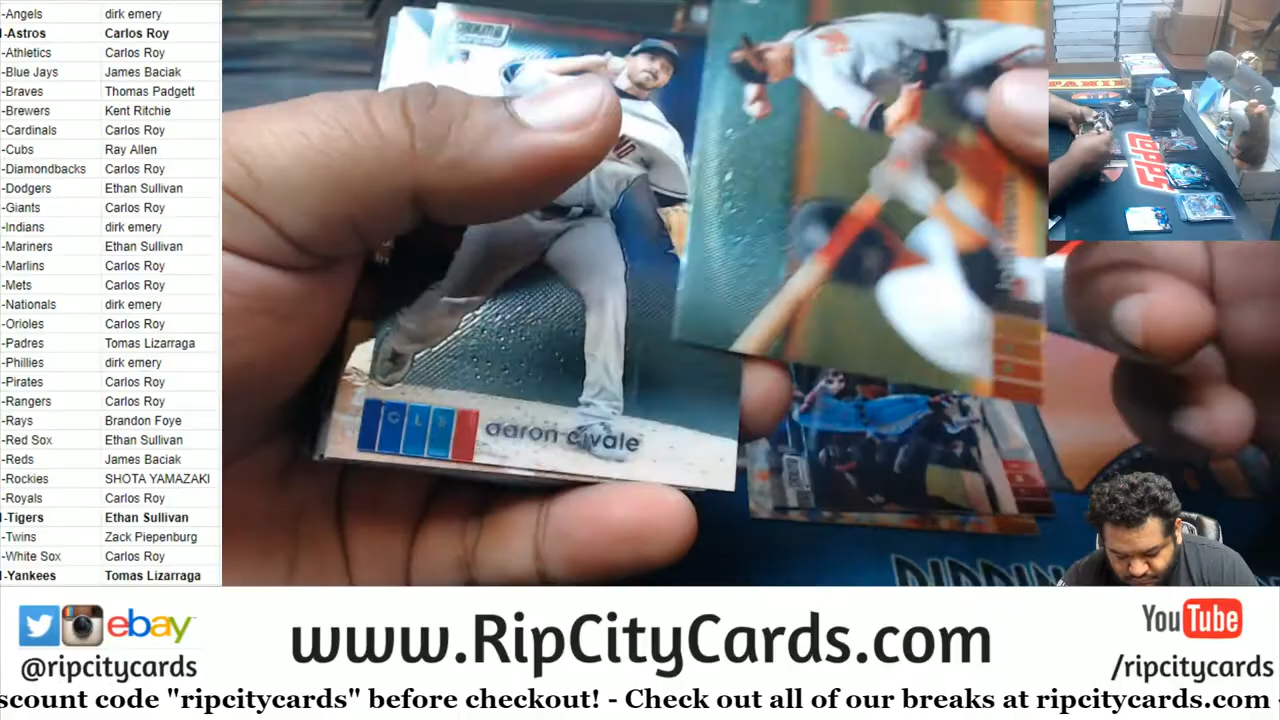 -Angels dirk emery
-Astros Carlos Roy
-Athletics Carlos Roy
-Blue Jays James Baciak
-Braves Thomas Padgett
-Brewers Kent Ritchie
-Cardinals Carlos Roy
-Cubs Ray Allen
-Diamondbacks Carlos Roy
-Dodgers Ethan Sullivan
-Giants Carlos Roy
-Indians dirk emery
-Mariners Ethan Sullivan
-Marlins Carlos Roy
-Mets Carlos Roy
-Nationals dirk emery
-Orioles Carlos Roy
-Padres Tomas Lizarraga
-Phillies dirk emery
-Pirates Carlos Roy
-Rangers Carlos Roy
-Rays Brandon Foye
-Red Sox Ethan Sullivan
-Reds James Baciak
-Rockies SHOTA YAMAZAKI
-Royals Carlos Roy
-Tigers Ethan Sullivan
-Twins Zack Piepenburg
-White Sox Carlos Roy
-Yankees Tomas Lizarraga
CLE
aaron civale
PANINI
Topps
ebay
@ripcitycards
www.RipCityCards.com
YouTube
/ripcitycards
scount code "ripcitycards" before checkout! - Check out all of our breaks at ripcitycards.com